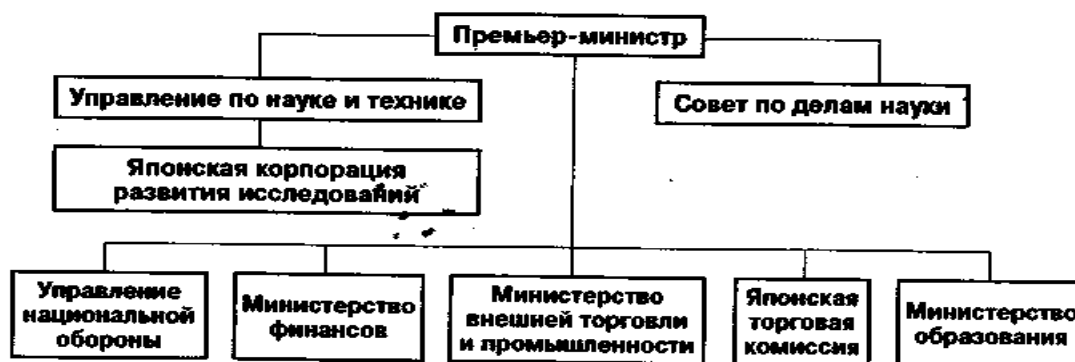 Премьер-министр
Управление по науке и технике
Совет по делам науки
Японская корпорация
развития исследований
Управление
национальной
обороны
Министерство
финансов
Министерство
внешней торговли
и промышленности
Японская
торговая
комиссия
Министерство
образования